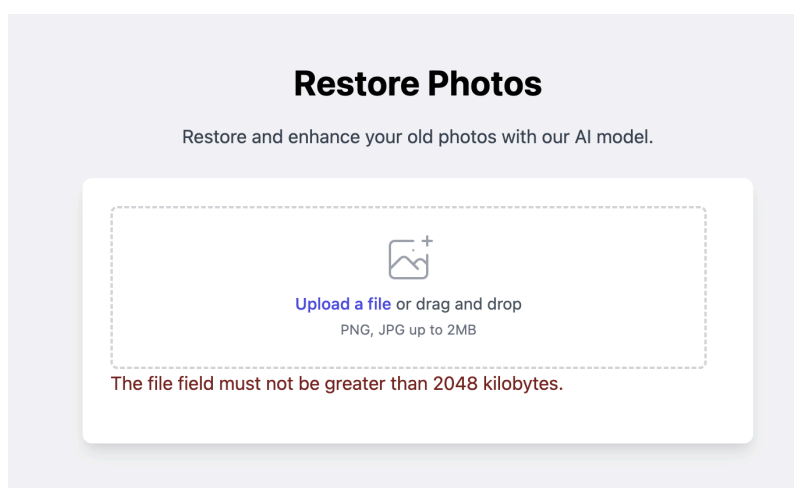 Restore Photos
Restore and enhance your old photos with our AI model.
Upload a file or drag and drop
PNG, JPG up to 2MB
The file field must not be greater than 2048 kilobytes.